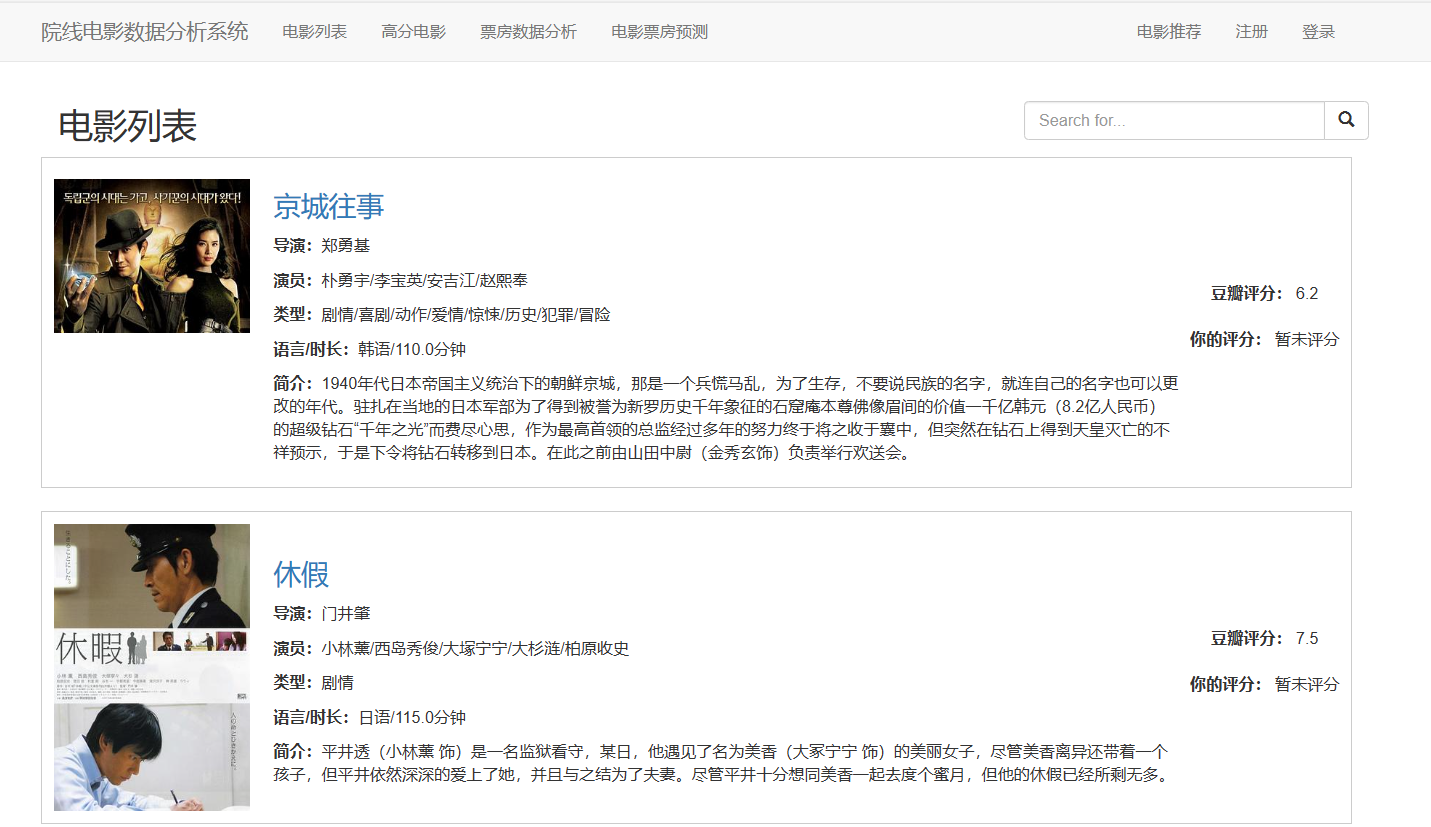 院线电影数据分析系统 电影列表 高分电影 票房数据分析 电影票房预测 电影推荐 注册 登录
电影列表
Search for...
독립군의 시대는 가고, 사기꾼의 시대가 왔다!
京城往事
导演：郑勇基
演员：朴勇宇/李宝英/安吉江/赵熙奉
类型：剧情/喜剧/动作/爱情/惊悚/历史/犯罪/冒险
语言/时长：韩语/110.0分钟
简介：1940年代日本帝国主义统治下的朝鲜京城，那是一个兵慌马乱，为了生存，不要说民族的名字，就连自己的名字也可以更
改的年代。驻扎在当地的日本军部为了得到被誉为新罗历史千年象征的石窟庵本尊佛像眉间的价值一千亿韩元（8.2亿人民币）
的超级钻石“千年之光”而费尽心思，作为最高首领的总监经过多年的努力终于将之收于囊中，但突然在钻石上得到天皇灭亡的不
祥预示，于是下令将钻石转移到日本。在此之前由山田中尉（金秀玄饰）负责举行欢送会。
豆瓣评分： 6.2
你的评分： 暂未评分
休暇
休假
导演：门井肇
演员：小林薰/西岛秀俊/大塚宁宁/大杉涟/柏原收史
类型：剧情
语言/时长：日语/115.0分钟
简介：平井透（小林薰 饰）是一名监狱看守，某日，他遇见了名为美香（大冢宁宁 饰）的美丽女子，尽管美香离异还带着一个
孩子，但平井依然深深的爱上了她，并且与之结为了夫妻。尽管平井十分想同美香一起去度个蜜月，但他的休假已经所剩无多。
豆瓣评分： 7.5
你的评分： 暂未评分